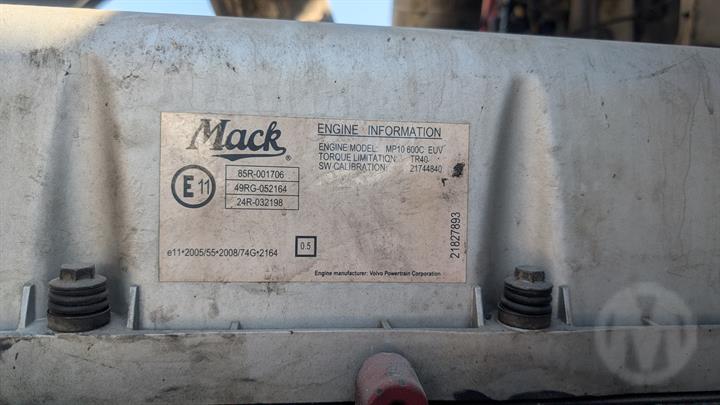 Mack®
ENGINE INFORMATION
ENGINE MODEL: MP10 600C EUV
TORQUE LIMITATION: TR40
SW CALIBRATION: 21744840
E 11
85R-001706
49RG-052164
24R-032198
e11*2005/55*2008/74G*2164
0.5
21827893
Engine manufacturer: Volvo Powertrain Corporation
M